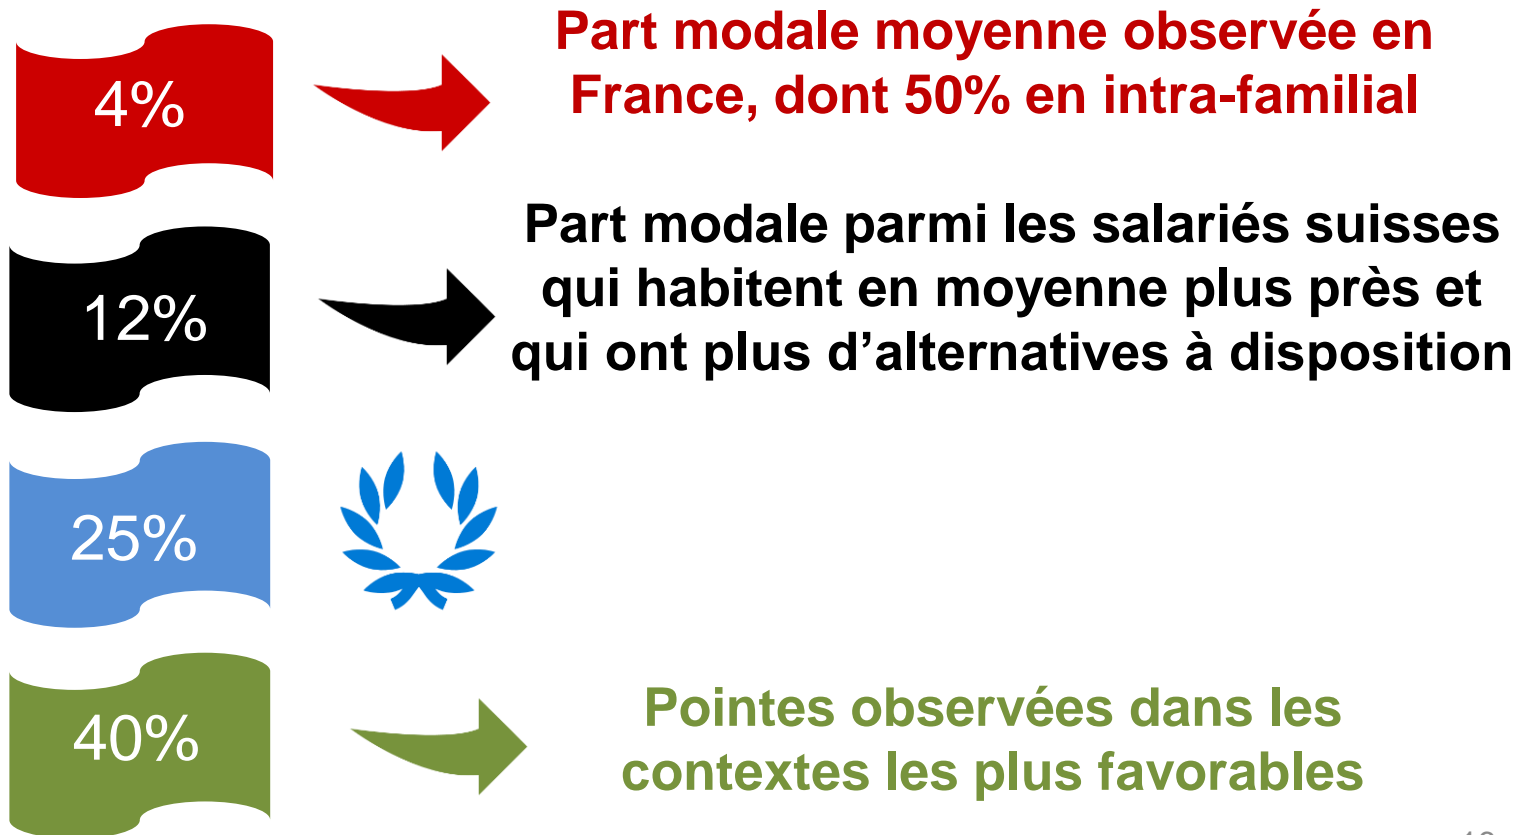 4%
Part modale moyenne observée en
France, dont 50% en intra-familial
12%
Part modale parmi les salariés suisses
qui habitent en moyenne plus près et
qui ont plus d’alternatives à disposition
25%
40%
Pointes observées dans les
contextes les plus favorables